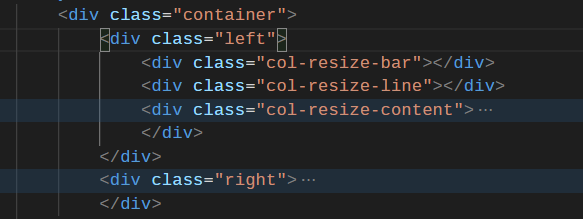 <div class="container">
<div class="left">
<div class="col-resize-bar"></div>
<div class="col-resize-line"></div>
<div class="col-resize-content">…
</div>
</div>
<div class="right">…
</div>